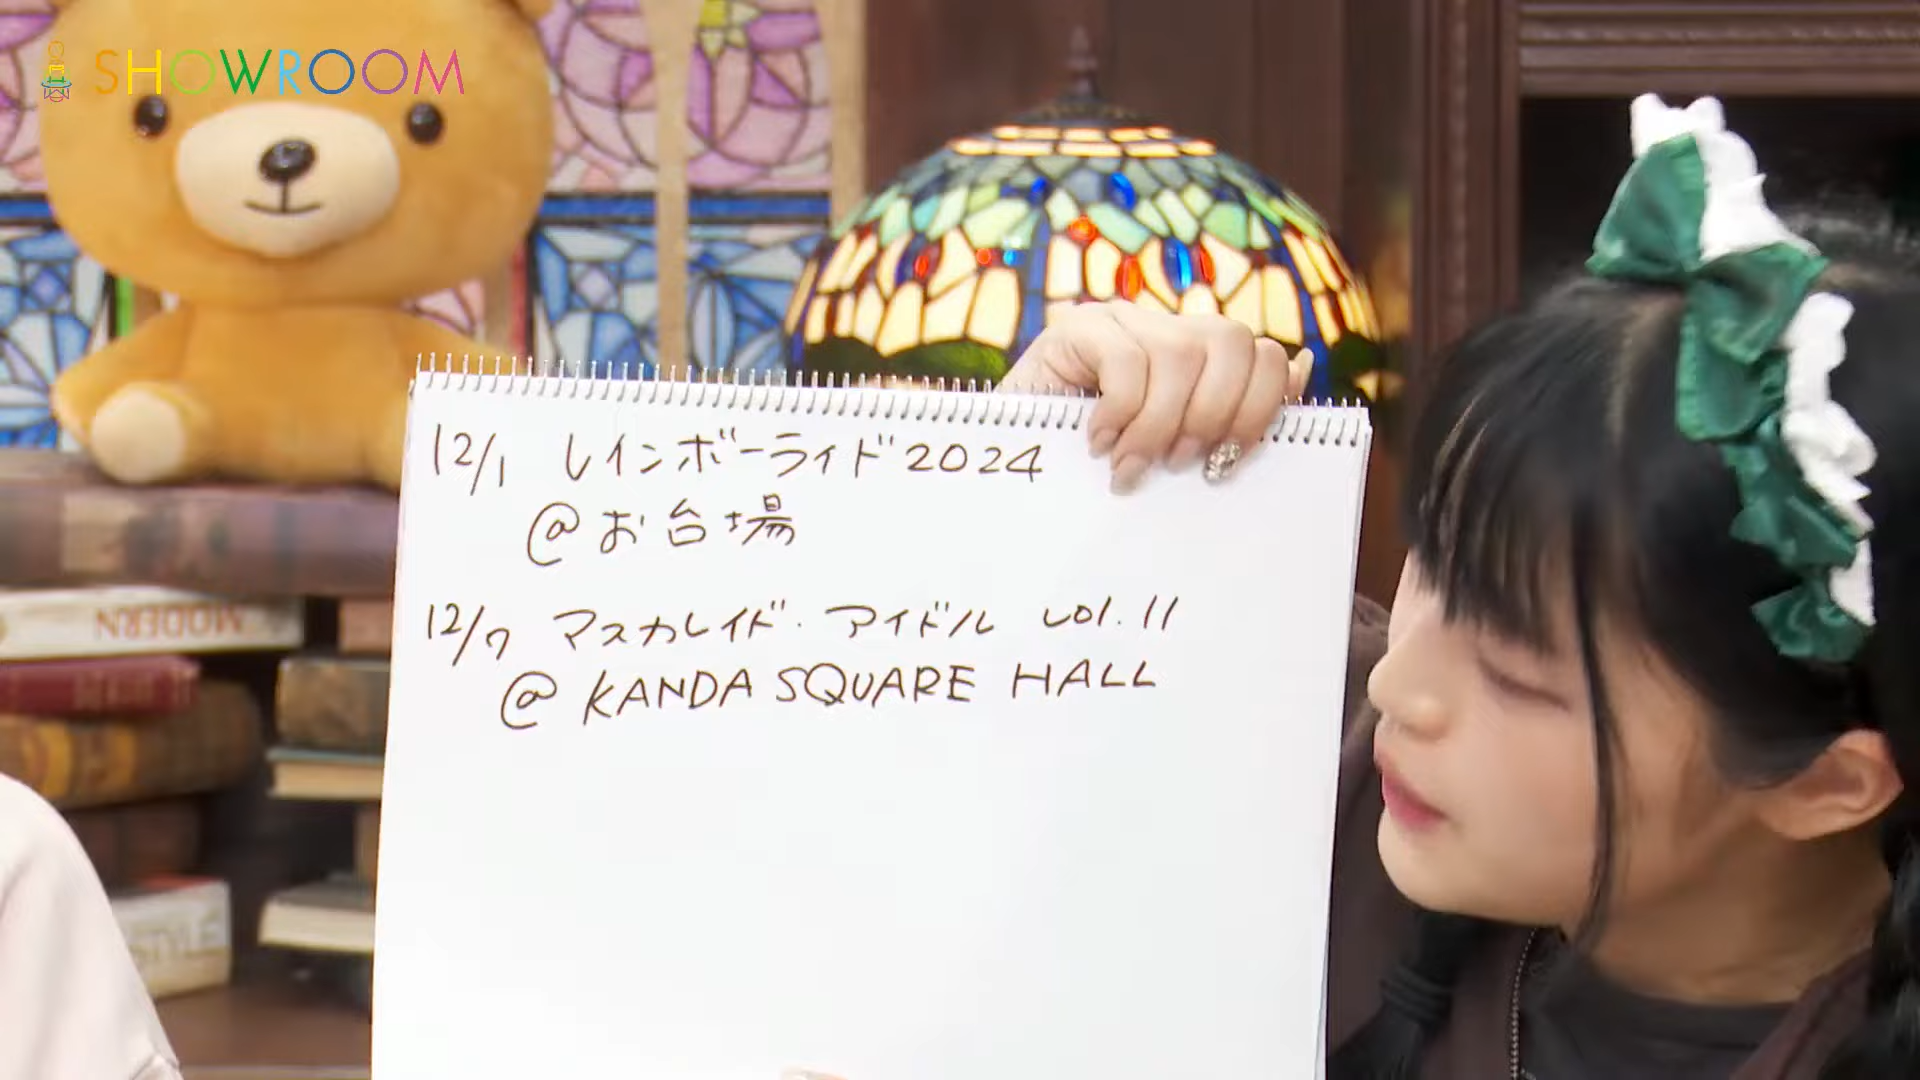 SHOWROOM
12/1 レインボーライド2024
@お台場
12/7 マスカレイド・アイドル vol.11
@ KANDA SQUARE HALL
MODERN
STYLE